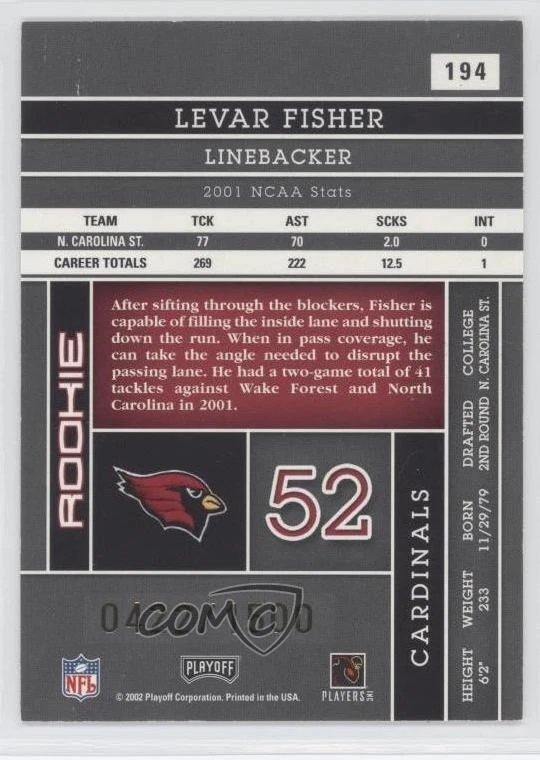 194
LEVAR FISHER
LINEBACKER
2001 NCAA Stats
TEAM TCK AST SCKS INT
N. CAROLINA ST. 77 70 2.0 0
CAREER TOTALS 269 222 12.5 1
ROOKIE
After sifting through the blockers, Fisher is
capable of filling the inside lane and shutting
down the run. When in pass coverage, he
can take the angle needed to disrupt the
passing lane. He had a two-game total of 41
tackles against Wake Forest and North
Carolina in 2001.
52
CARDINALS
HEIGHT WEIGHT BORN DRAFTED COLLEGE
6'2" 233 11/29/79 2ND ROUND N. CAROLINA ST.
COMC
NFL
PLAYOFF
PLAYERS INC
© 2002 Playoff Corporation. Printed in the USA.